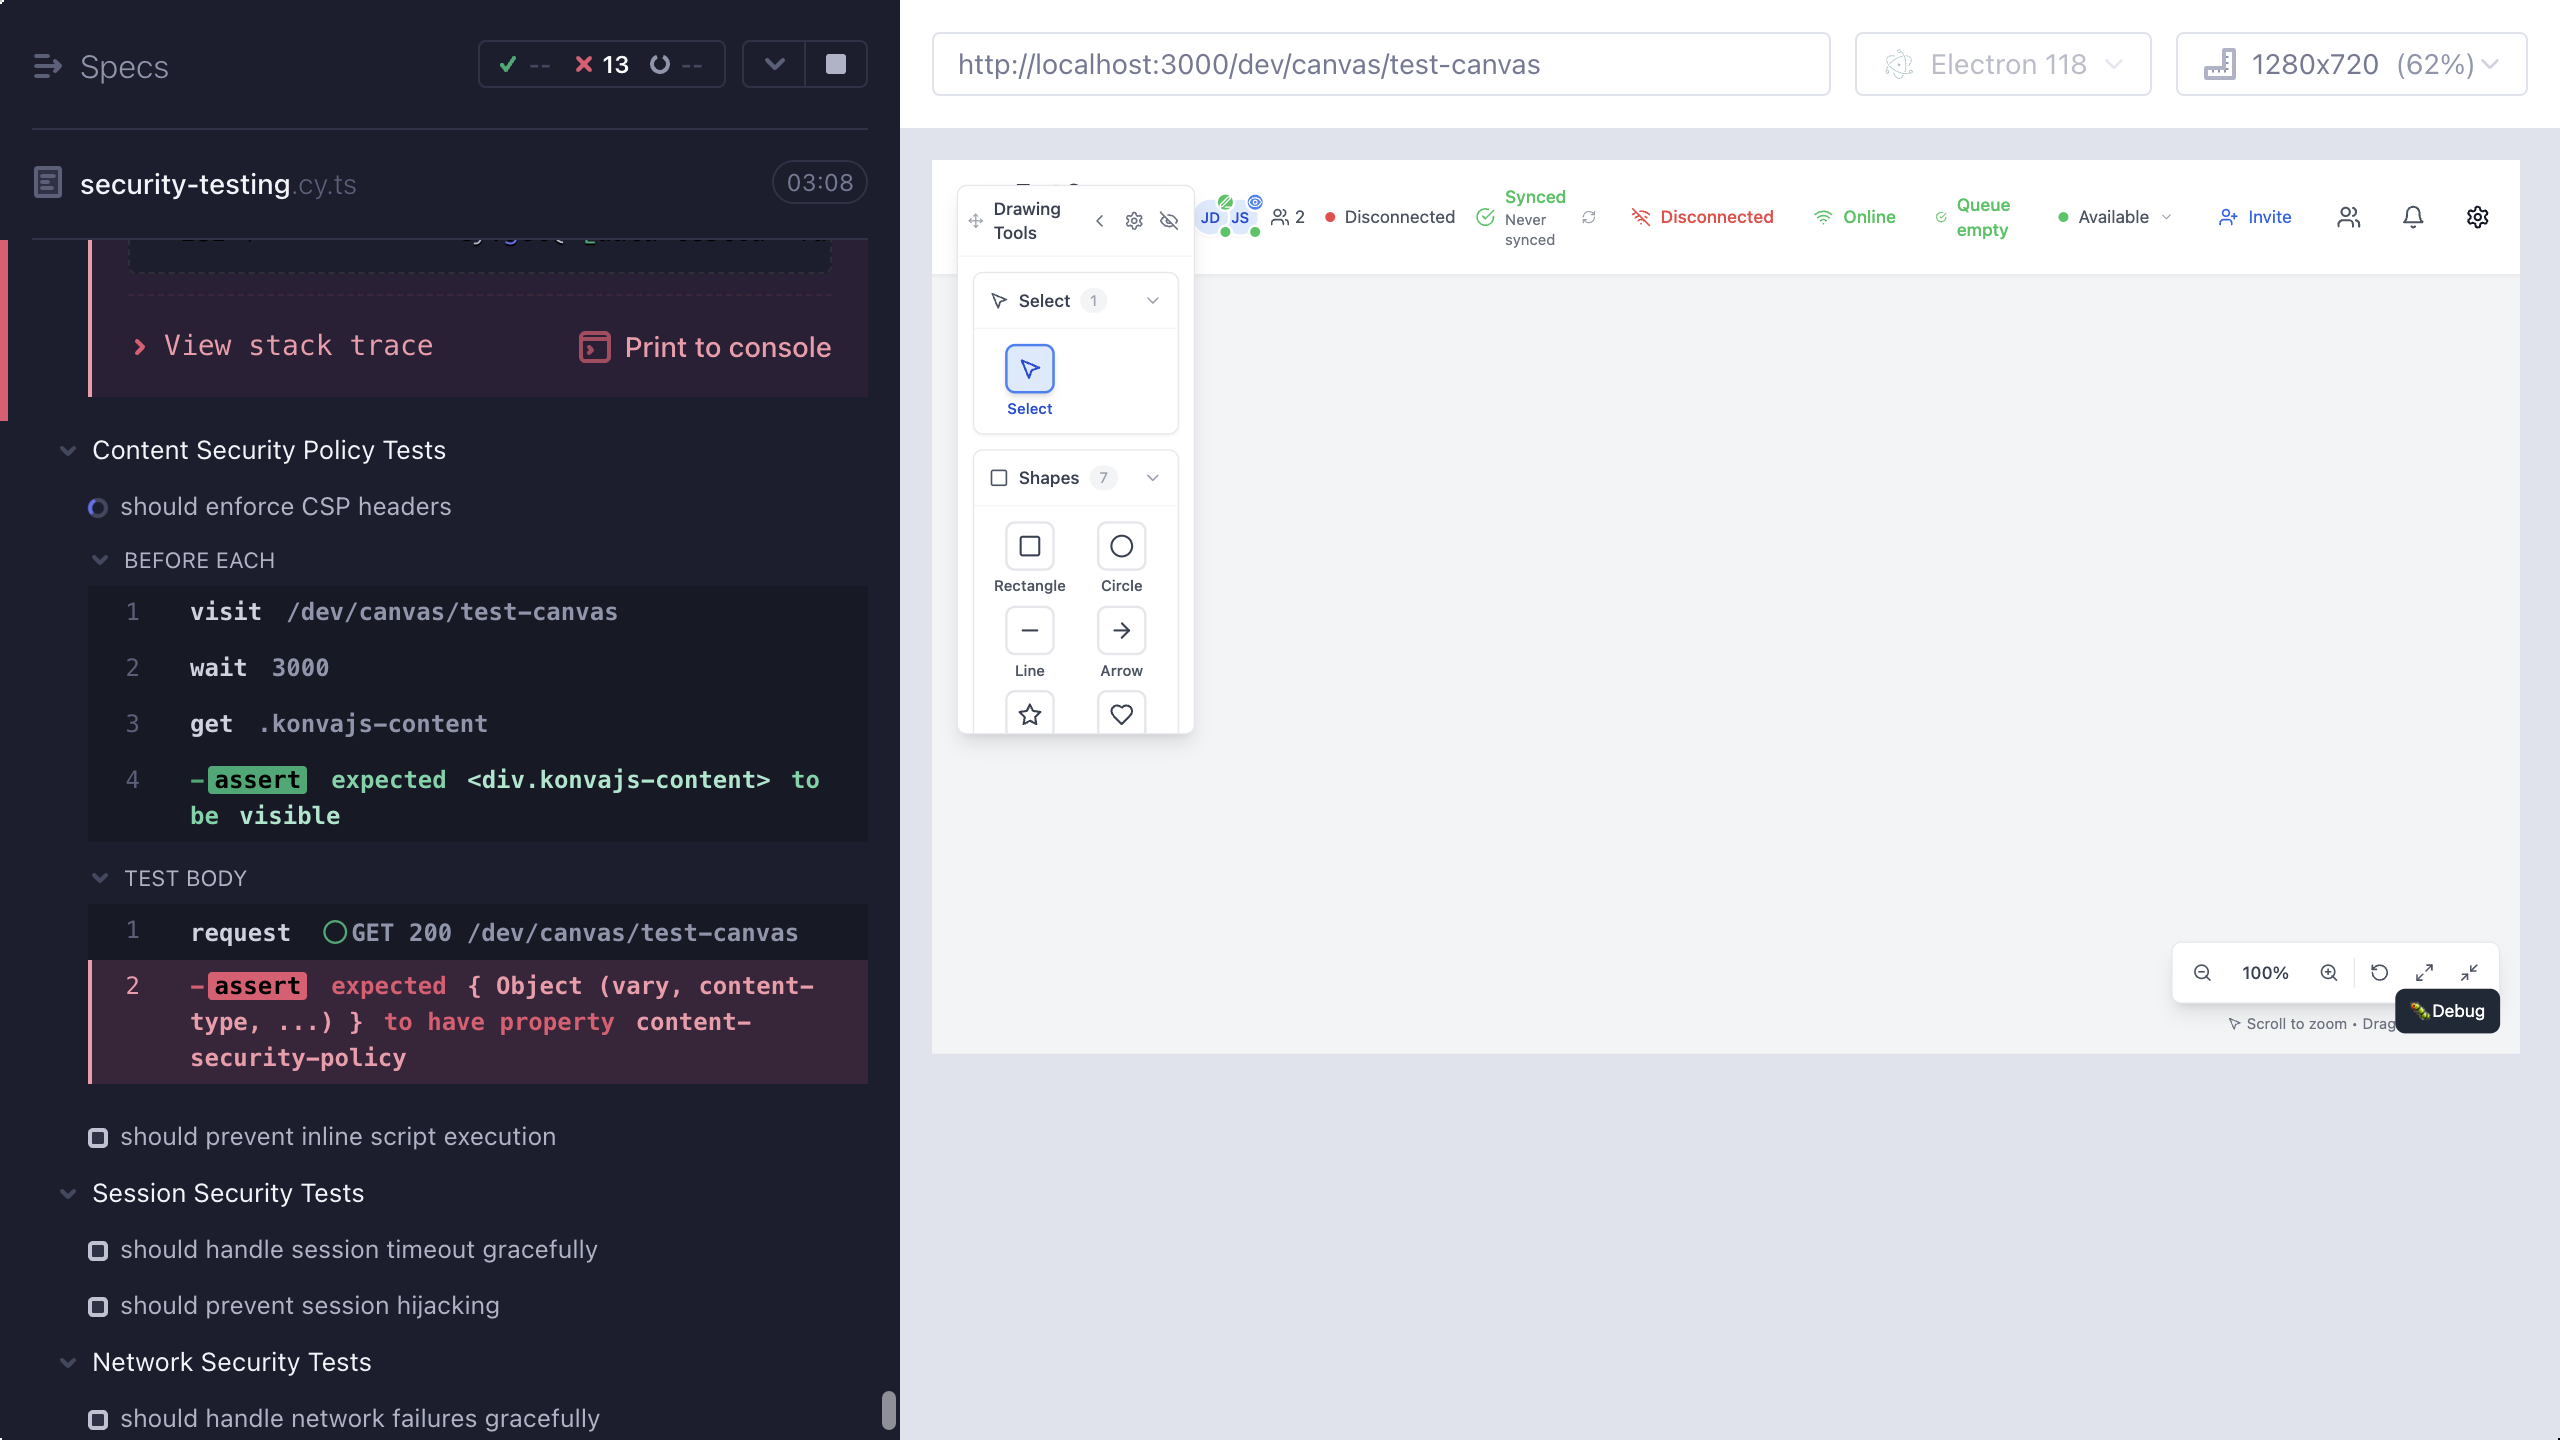 Specs
--
13
--
security-testing.cy.ts
03:08
View stack trace
Print to console
Content Security Policy Tests
should enforce CSP headers
BEFORE EACH
1 visit /dev/canvas/test-canvas
2 wait 3000
3 get .konvajs-content
4 -assert expected <div.konvajs-content> to
be visible
TEST BODY
1 request GET 200 /dev/canvas/test-canvas
2 -assert expected { Object (vary, content-
type, ...) } to have property content-
security-policy
should prevent inline script execution
Session Security Tests
should handle session timeout gracefully
should prevent session hijacking
Network Security Tests
should handle network failures gracefully
http://localhost:3000/dev/canvas/test-canvas
Electron 118
1280x720 (62%)
Drawing
Tools
JD
JS
2
Disconnected
Synced
Never
synced
Disconnected
Online
Queue
empty
Available
Invite
Select 1
Select
Shapes 7
Rectangle
Circle
Line
Arrow
100%
Debug
Scroll to zoom • Drag